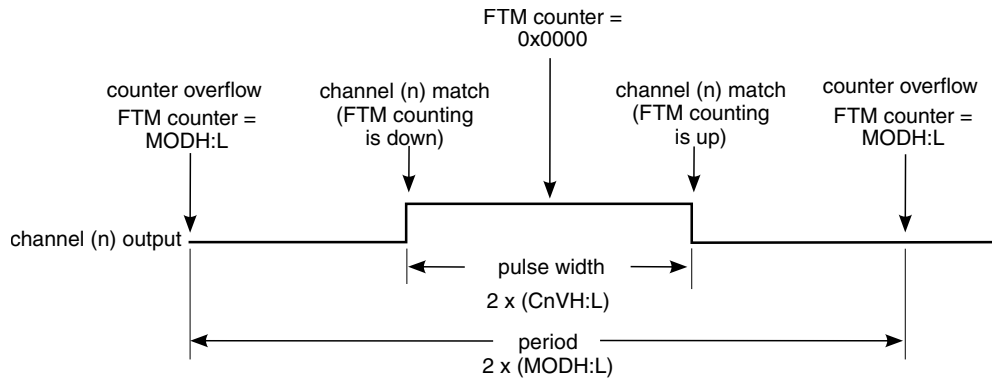 FTM counter =
0x0000
counter overflow
FTM counter =
MODH:L
channel (n) match
(FTM counting
is down)
channel (n) match
(FTM counting
is up)
counter overflow
FTM counter =
MODH:L
channel (n) output
pulse width
2 x (CnVH:L)
period
2 x (MODH:L)